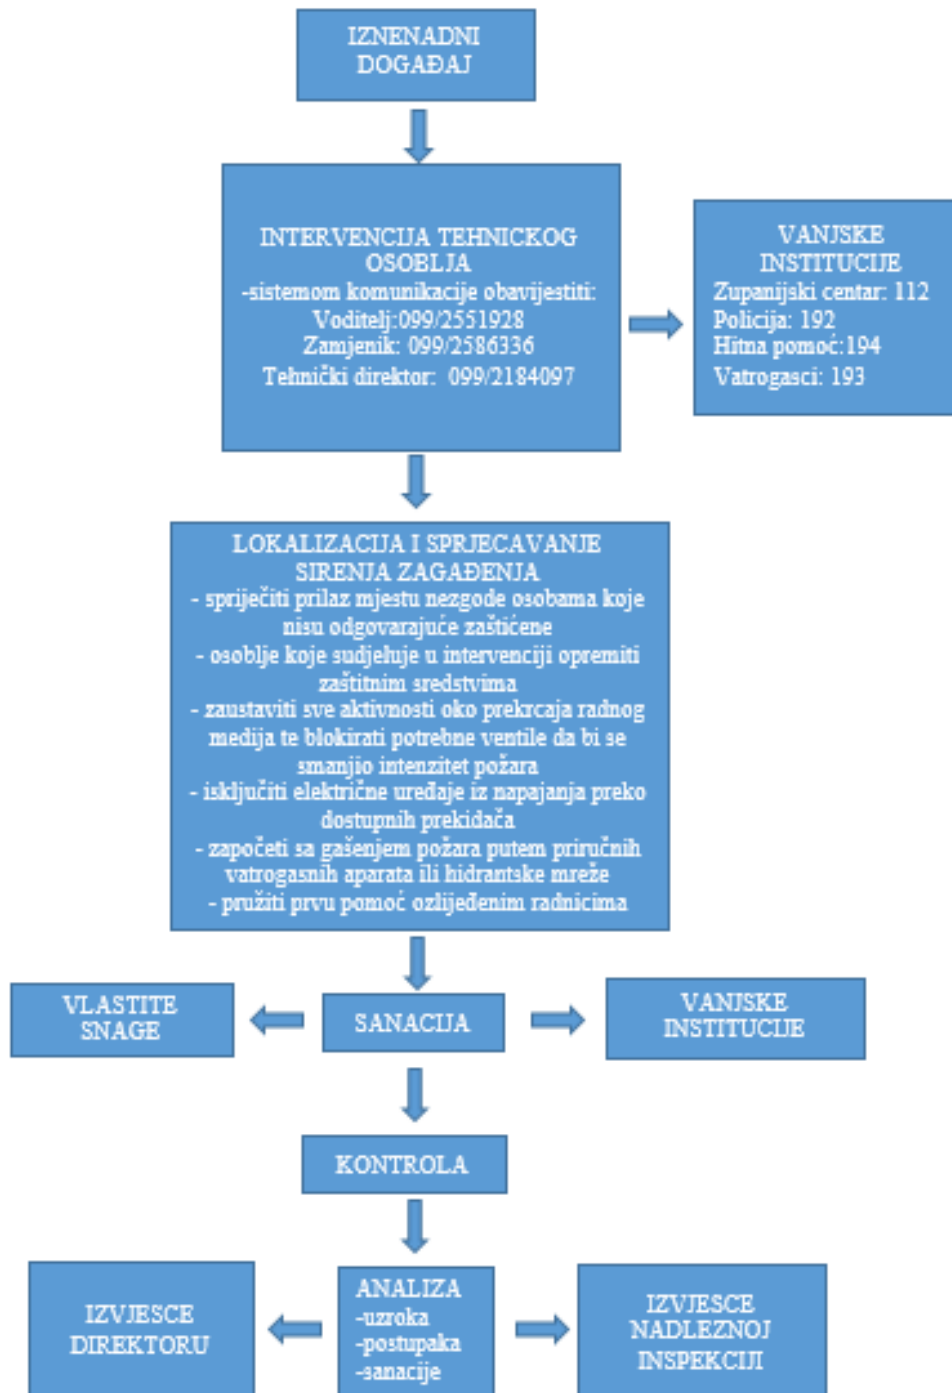 IZNENADNI
DOGAĐAJ
INTERVENCIJA TEHNICKOG
OSOBLJA
-sistemom komunikacije obavijestiti:
Voditelj:099/2551928
Zamjenik: 099/2586336
Tehnički direktor: 099/2184097
VANJSKE
INSTITUCIJE
Zupanijski centar: 112
Policija: 192
Hitna pomoć:194
Vatrogasci: 193
LOKALIZACIJA I SPRJECAVANJE
SIRENJA ZAGAĐENJA
- spriječiti prilaz mjestu nezgode osobama koje
nisu odgovarajuće zaštićene
- osoblje koje sudjeluje u intervenciji opremiti
zaštitnim sredstvima
- zaustaviti sve aktivnosti oko prekrcaja radnog
medija te blokirati potrebne ventile da bi se
smanjio intenzitet požara
- isključiti električne uređaje iz napajanja preko
dostupnih prekidača
- započeti sa gašenjem požara putem priručnih
vatrogasnih aparata ili hidrantske mreže
- pružiti prvu pomoć ozlijeđenim radnicima
VLASTITE
SNAGE
SANACIJA
VANJSKE
INSTITUCIJE
KONTROLA
IZVJESCE
DIREKTORU
ANALIZA
-uzroka
-postupaka
-sanacije
IZVJESCE
NADLEZNOJ
INSPEKCIJI